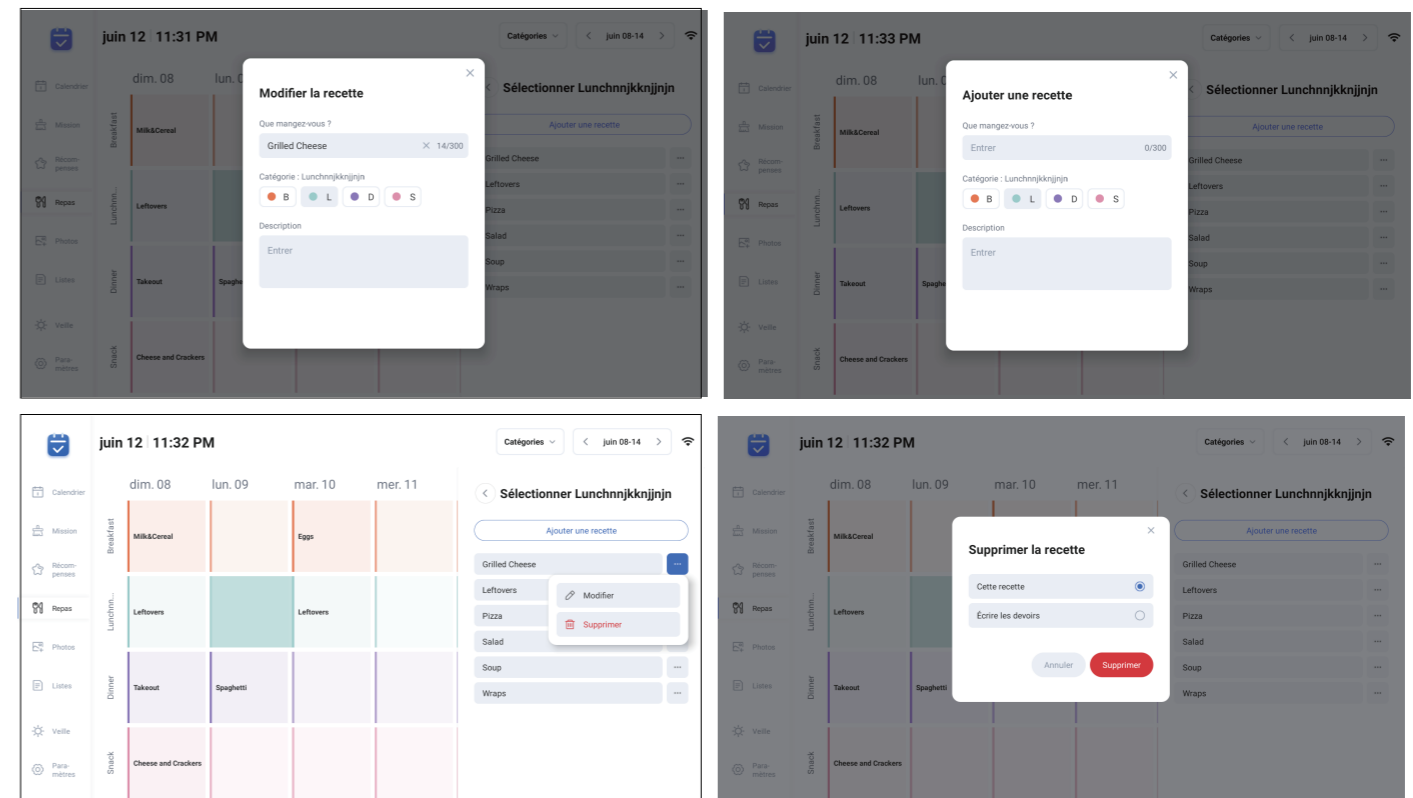 juin 12 11:31 PM
Catégories
juin 08-14
Calendrier
Mission
Récom-
penses
Repas
Photos
Listes
Veille
Para-
mètres
dim. 08
lun. 0
Breakfast
Milk&Cereal
Lunchnn...
Leftovers
Dinner
Takeout
Spaghe
Snack
Cheese and Crackers
Modifier la recette
Que mangez-vous ?
Grilled Cheese
14/300
Catégorie : Lunchnnjkknjjnjn
B
L
D
S
Description
Entrer
Sélectionner Lunchnnjkknjjnjn
Ajouter une recette
Grilled Cheese
Leftovers
Pizza
Salad
Soup
Wraps
juin 12 11:33 PM
Catégories
juin 08-14
Calendrier
Mission
Récom-
penses
Repas
Photos
Listes
Veille
Para-
mètres
dim. 08
lun. 0
Breakfast
Milk&Cereal
Lunchnn...
Leftovers
Dinner
Takeout
Spaghe
Snack
Cheese and Crackers
Ajouter une recette
Que mangez-vous ?
Entrer
0/300
Catégorie : Lunchnnjkknjjnjn
B
L
D
S
Description
Entrer
Sélectionner Lunchnnjkknjjnjn
Ajouter une recette
Grilled Cheese
Leftovers
Pizza
Salad
Soup
Wraps
juin 12 11:32 PM
Catégories
juin 08-14
Calendrier
Mission
Récom-
penses
Repas
Photos
Listes
Veille
Para-
mètres
dim. 08
lun. 09
mar. 10
mer. 11
Breakfast
Milk&Cereal
Eggs
Lunchnn...
Leftovers
Leftovers
Dinner
Takeout
Spaghetti
Snack
Cheese and Crackers
Sélectionner Lunchnnjkknjjnjn
Ajouter une recette
Grilled Cheese
Leftovers
Pizza
Salad
Soup
Wraps
Modifier
Supprimer
juin 12 11:32 PM
Catégories
juin 08-14
Calendrier
Mission
Récom-
penses
Repas
Photos
Listes
Veille
Para-
mètres
dim. 08
lun. 09
mar. 10
mer. 11
Breakfast
Milk&Cereal
Lunchnn...
Leftovers
Dinner
Takeout
Spaghetti
Snack
Cheese and Crackers
Supprimer la recette
Cette recette
Écrire les devoirs
Annuler
Supprimer
Sélectionner Lunchnnjkknjjnjn
Ajouter une recette
Grilled Cheese
Leftovers
Pizza
Salad
Soup
Wraps